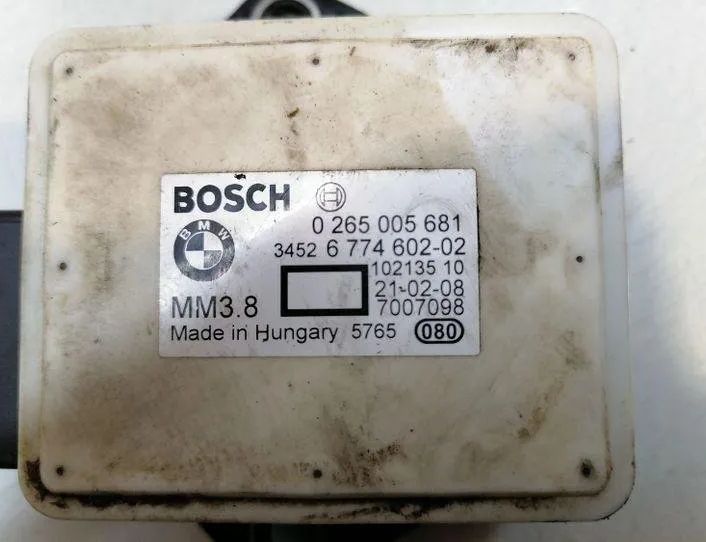 BOSCH
0 265 005 681
BMW
3452 6 774 602-02
102135 10
21-02-08
MM3.8 7007098
Made in Hungary 5765 080